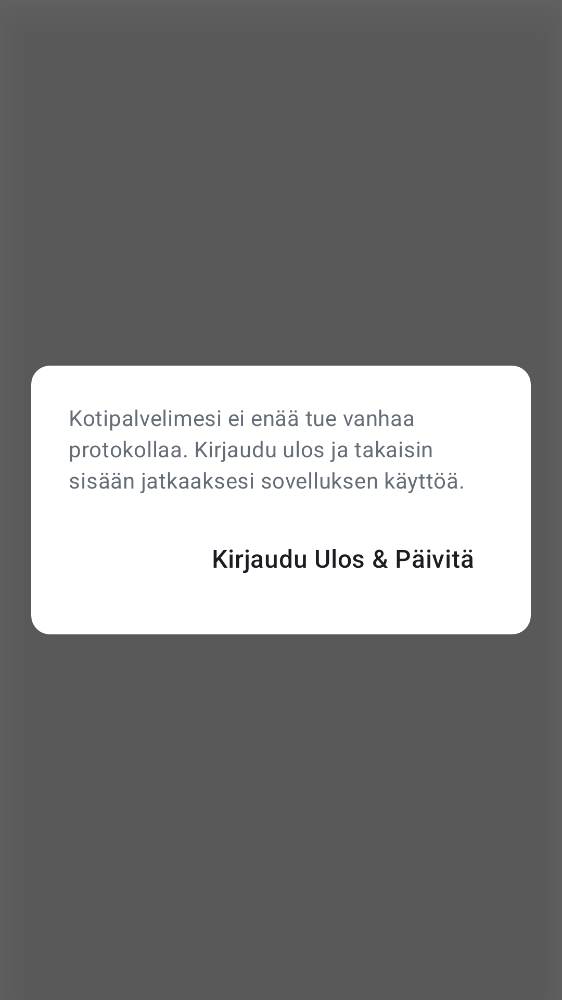 Kotipalvelimesi ei enää tue vanhaa
protokollaa. Kirjaudu ulos ja takaisin
sisään jatkaaksesi sovelluksen käyttöä.
Kirjaudu Ulos & Päivitä